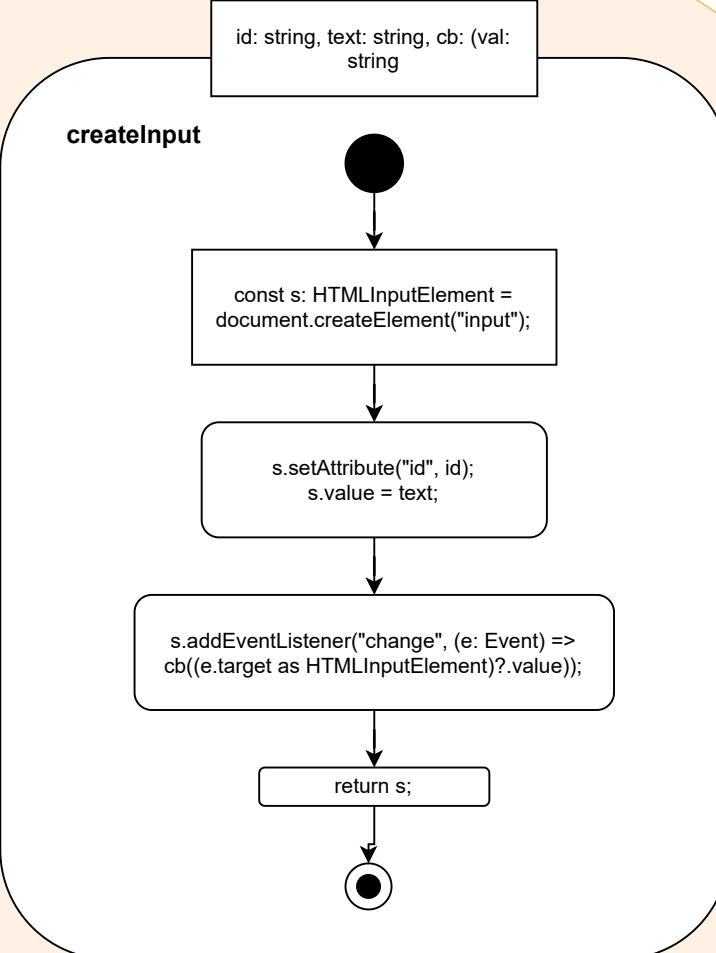 id: string, text: string, cb: (val:
string
createInput
const s: HTMLInputElement =
document.createElement("input");
s.setAttribute("id", id);
s.value = text;
s.addEventListener("change", (e: Event) =>
cb((e.target as HTMLInputElement)?.value));
return s;